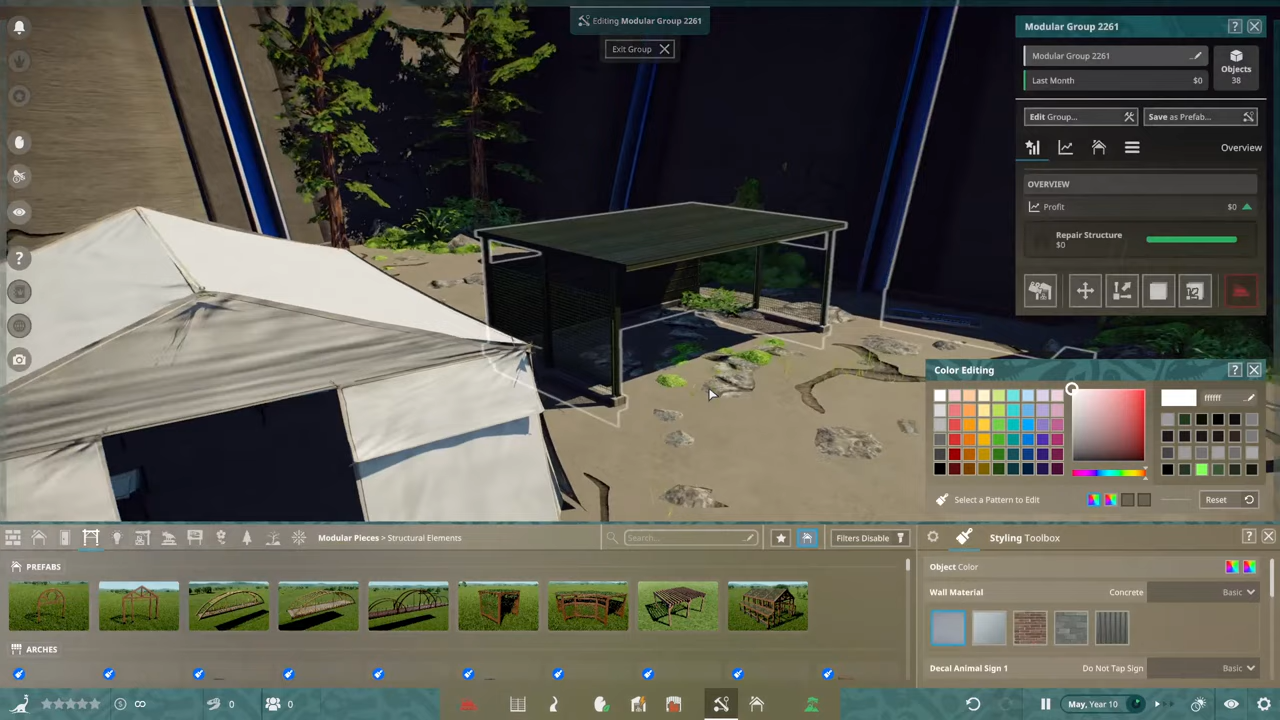 Editing Modular Group 2261
Exit Group
Modular Group 2261
?
Modular Group 2261
Last Month $0
Objects
38
Edit Group...
Save as Prefab...
Overview
OVERVIEW
Profit $0
Repair Structure
$0
?
Color Editing
?
ffffff
Select a Pattern to Edit
Reset
Modular Pieces > Structural Elements
Search...
Filters Disable
Styling Toolbox
?
PREFABS
Object Color
Wall Material Concrete Basic
ARCHES
Decal Animal Sign 1 Do Not Tap Sign Basic
$ ∞
0
0
May, Year 10